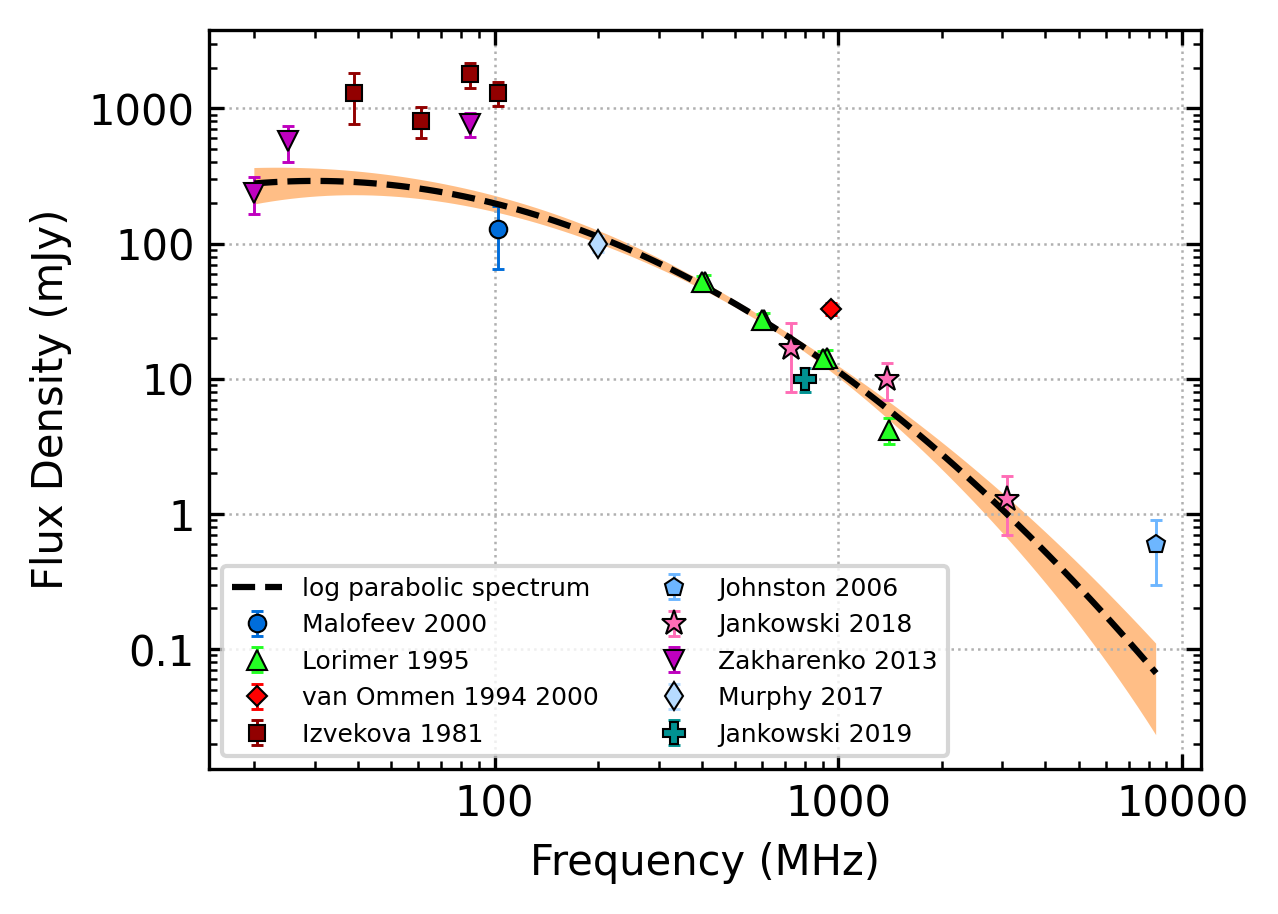 1000
100
10
1
0.1
Flux Density (mJy)
log parabolic spectrum
Malofeev 2000
Lorimer 1995
van Ommen 1994 2000
Izvekova 1981
Johnston 2006
Jankowski 2018
Zakharenko 2013
Murphy 2017
Jankowski 2019
100
1000
10000
Frequency (MHz)